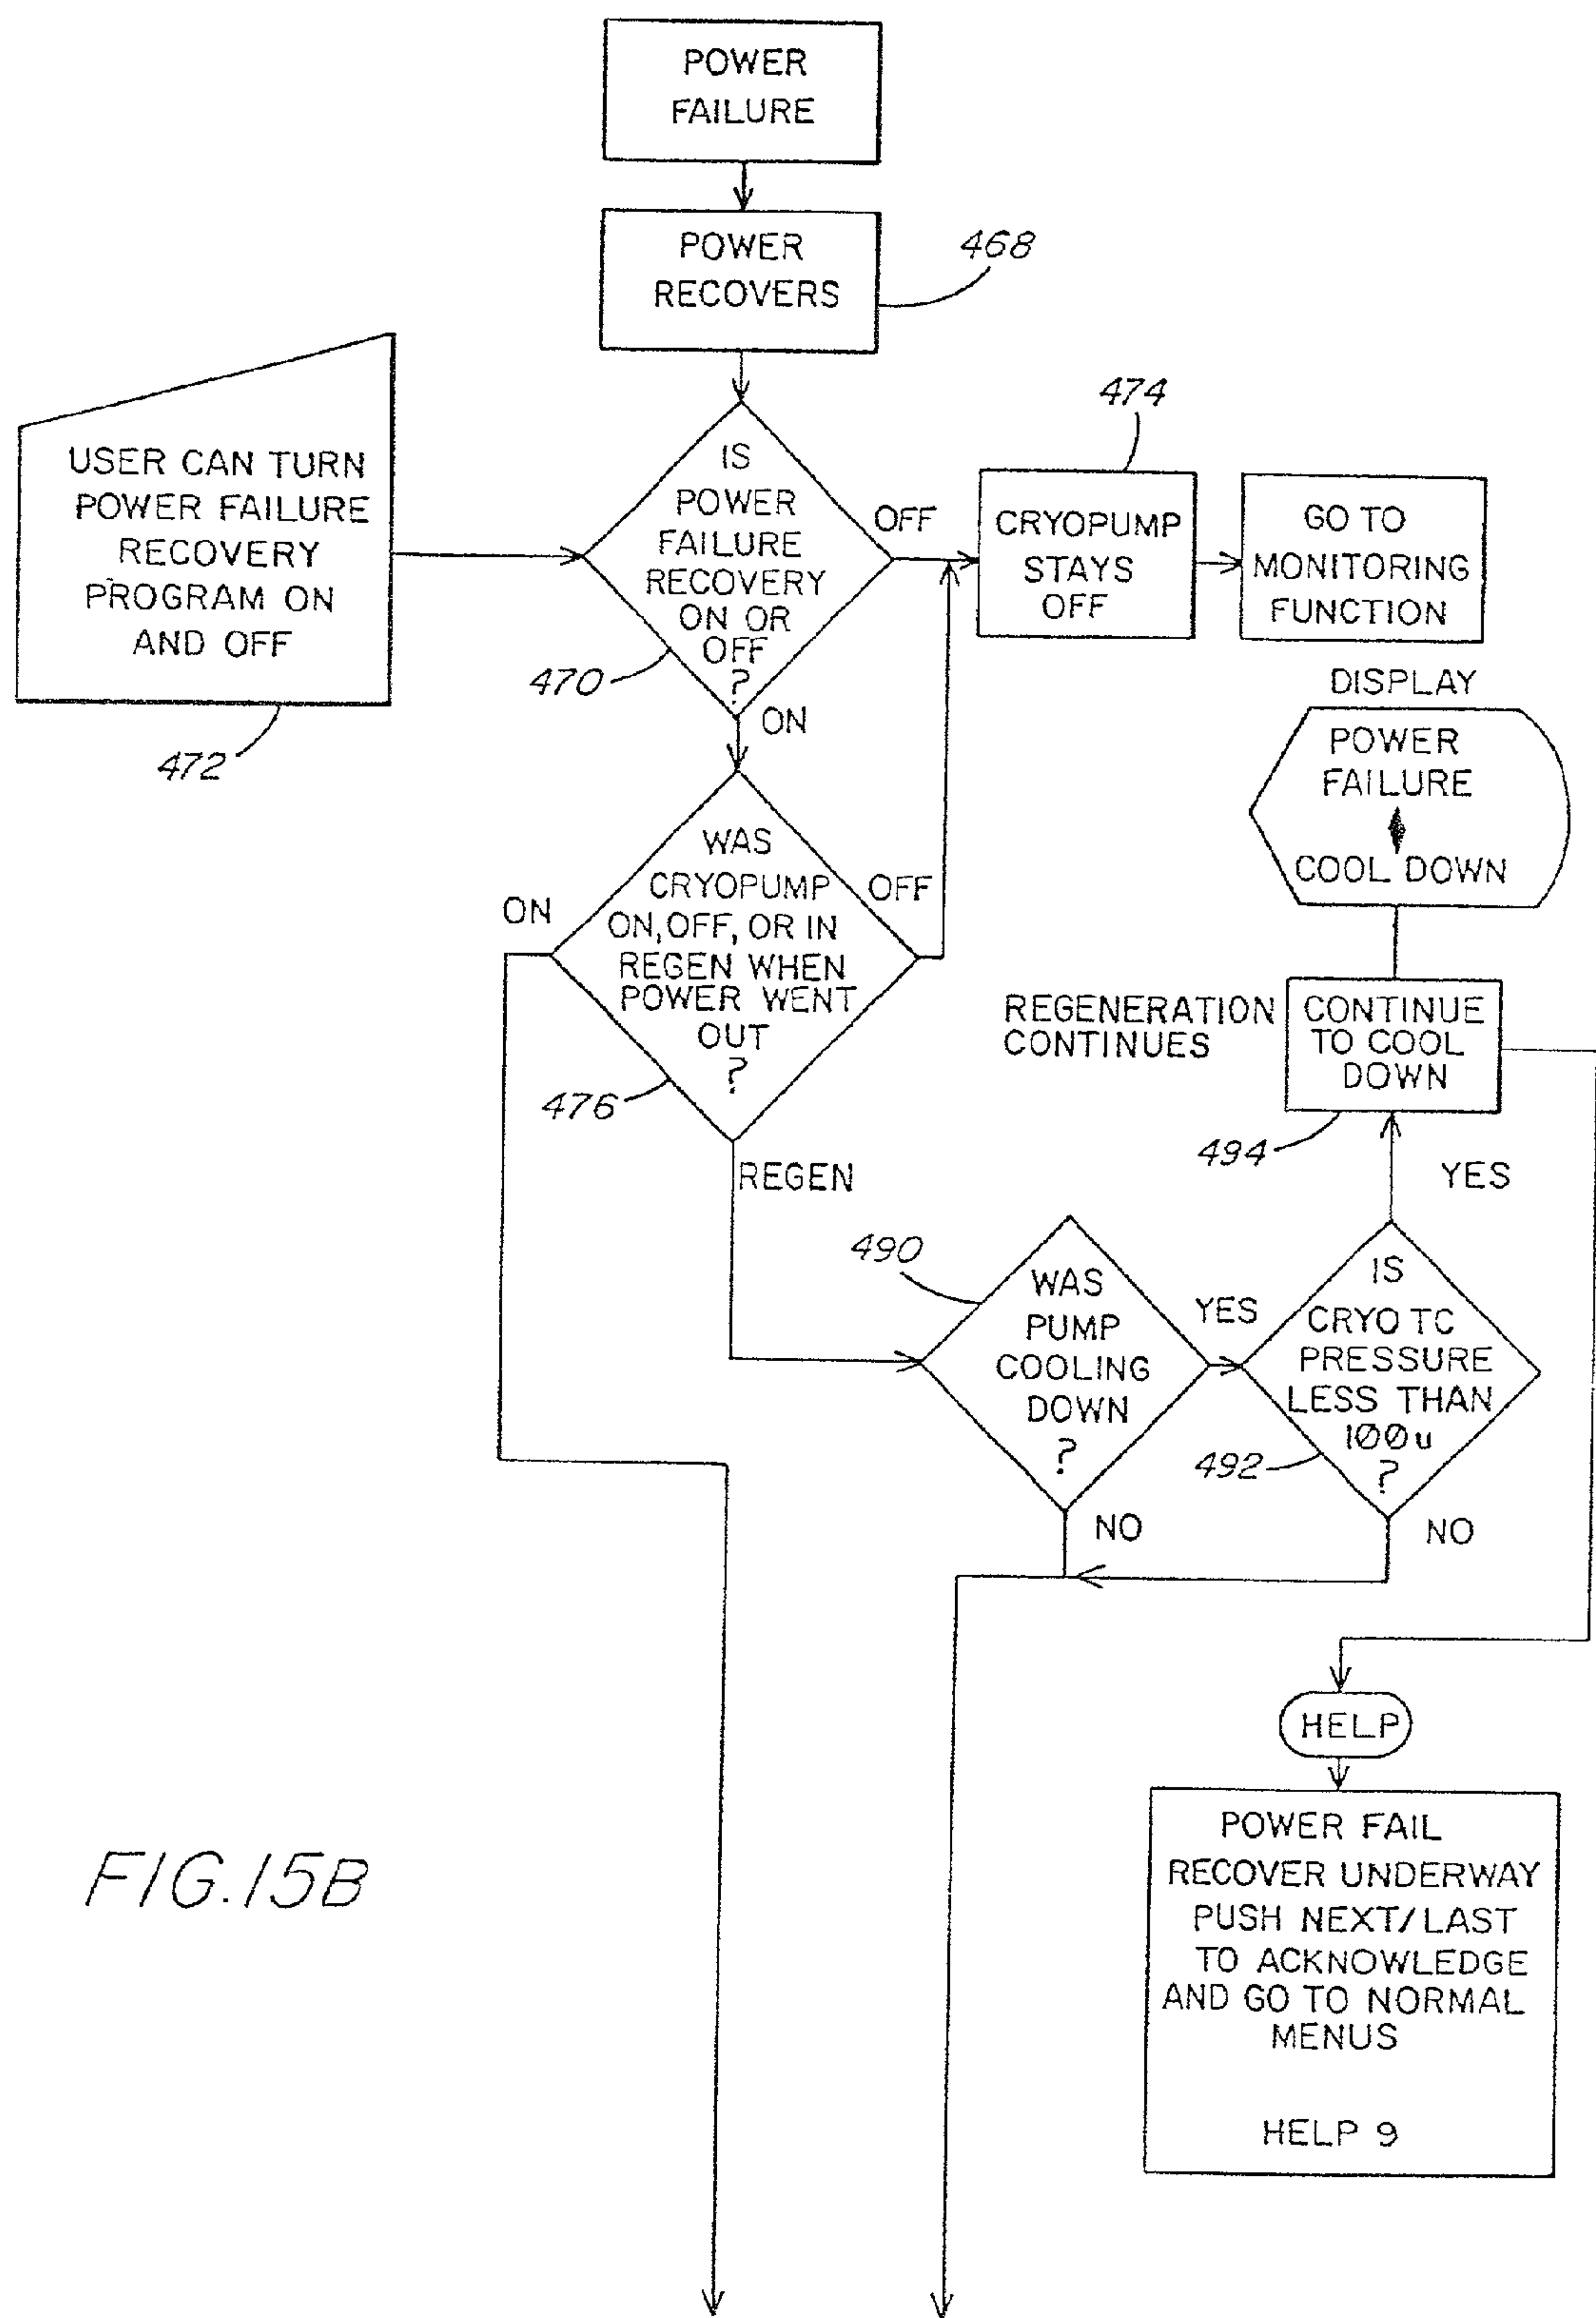 POWER
FAILURE
POWER
RECOVERS
468
USER CAN TURN
POWER FAILURE
RECOVERY
PROGRAM ON
AND OFF
472
IS
POWER
FAILURE
RECOVERY
ON OR
OFF
?
470
OFF
ON
474
CRYOPUMP
STAYS
OFF
GO TO
MONITORING
FUNCTION
WAS
CRYOPUMP
ON, OFF, OR IN
REGEN WHEN
POWER WENT
OUT
?
476
ON
OFF
REGEN
DISPLAY
POWER
FAILURE
COOL DOWN
REGENERATION
CONTINUES
CONTINUE
TO COOL
DOWN
494
YES
490
WAS
PUMP
COOLING
DOWN
?
YES
NO
IS
CRYO TC
PRESSURE
LESS THAN
100u
?
492
NO
HELP
POWER FAIL
RECOVER UNDERWAY
PUSH NEXT/LAST
TO ACKNOWLEDGE
AND GO TO NORMAL
MENUS
HELP 9
FIG. 15B